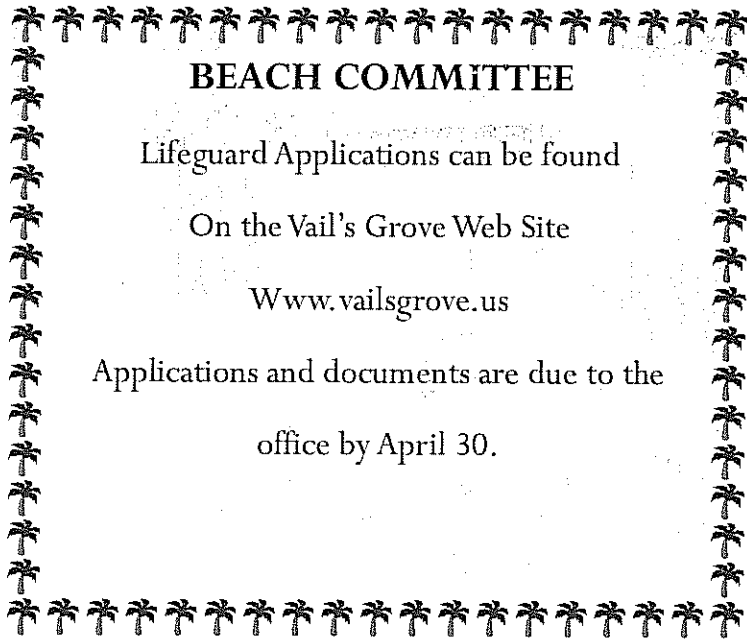 BEACH COMMiTTEE
Lifeguard Applications can be found
On the Vail's Grove Web Site
Www.vailsgrove.us
Applications and documents are due to the
office by April 30.